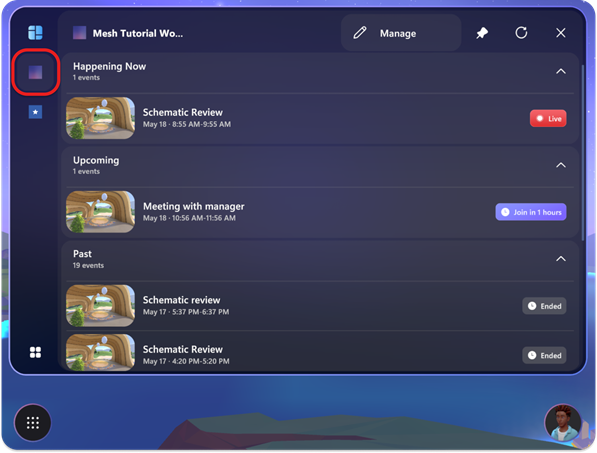 Mesh Tutorial Wo...
Manage
Happening Now
1 events
Schematic Review
May 18 · 8:55 AM-9:55 AM
Live
Upcoming
1 events
Meeting with manager
May 18 · 10:56 AM-11:56 AM
Join in 1 hours
Past
19 events
Schematic review
May 17 · 5:37 PM-6:37 PM
Ended
Schematic Review
May 17 · 4:20 PM-5:20 PM
Ended